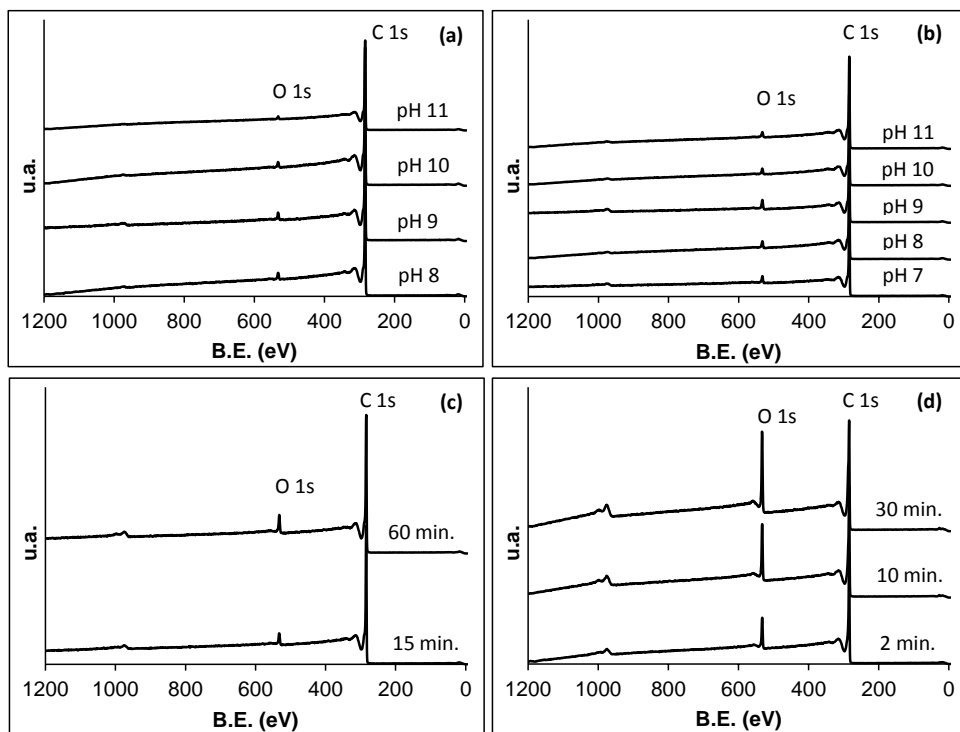 C 1s (a)
O 1s
pH 11
pH 10
pH 9
pH 8
u.a.
1200 1000 800 600 400 200 0
B.E. (eV)
C 1s (b)
O 1s
pH 11
pH 10
pH 9
pH 8
pH 7
u.a.
1200 1000 800 600 400 200 0
B.E. (eV)
C 1s (c)
O 1s
60 min.
15 min.
u.a.
1200 1000 800 600 400 200 0
B.E. (eV)
C 1s (d)
O 1s
30 min.
10 min.
2 min.
u.a.
1200 1000 800 600 400 200 0
B.E. (eV)